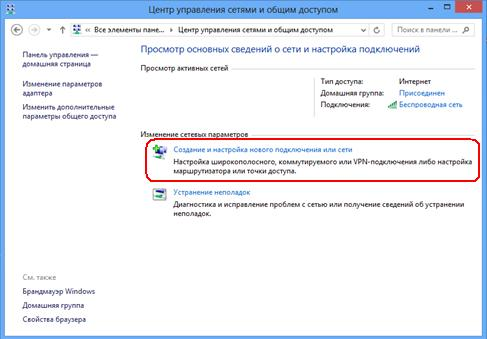 Центр управления сетями и общим доступом
Все элементы пане... Центр управления сетями и общим доступом
Поиск в панели ...
Панель управления -
домашняя страница
Изменение параметров
адаптера
Изменить дополнительные
параметры общего доступа
Просмотр основных сведений о сети и настройка подключений
Просмотр активных сетей
Тип доступа: Интернет
Домашняя группа: Присоединен
Подключения: Беспроводная сеть
Изменение сетевых параметров
Создание и настройка нового подключения или сети
Настройка широкополосного, коммутируемого или VPN-подключения либо настройка
маршрутизатора или точки доступа.
Устранение неполадок
Диагностика и исправление проблем с сетью или получение сведений об устранении
неполадок.
См. также
Брандмауэр Windows
Домашняя группа
Свойства браузера